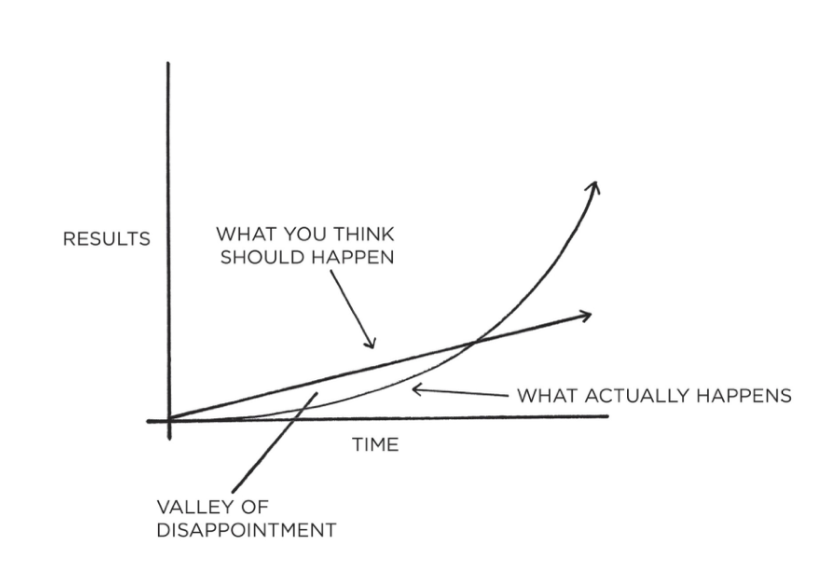 RESULTS
WHAT YOU THINK
SHOULD HAPPEN
WHAT ACTUALLY HAPPENS
TIME
VALLEY OF
DISAPPOINTMENT